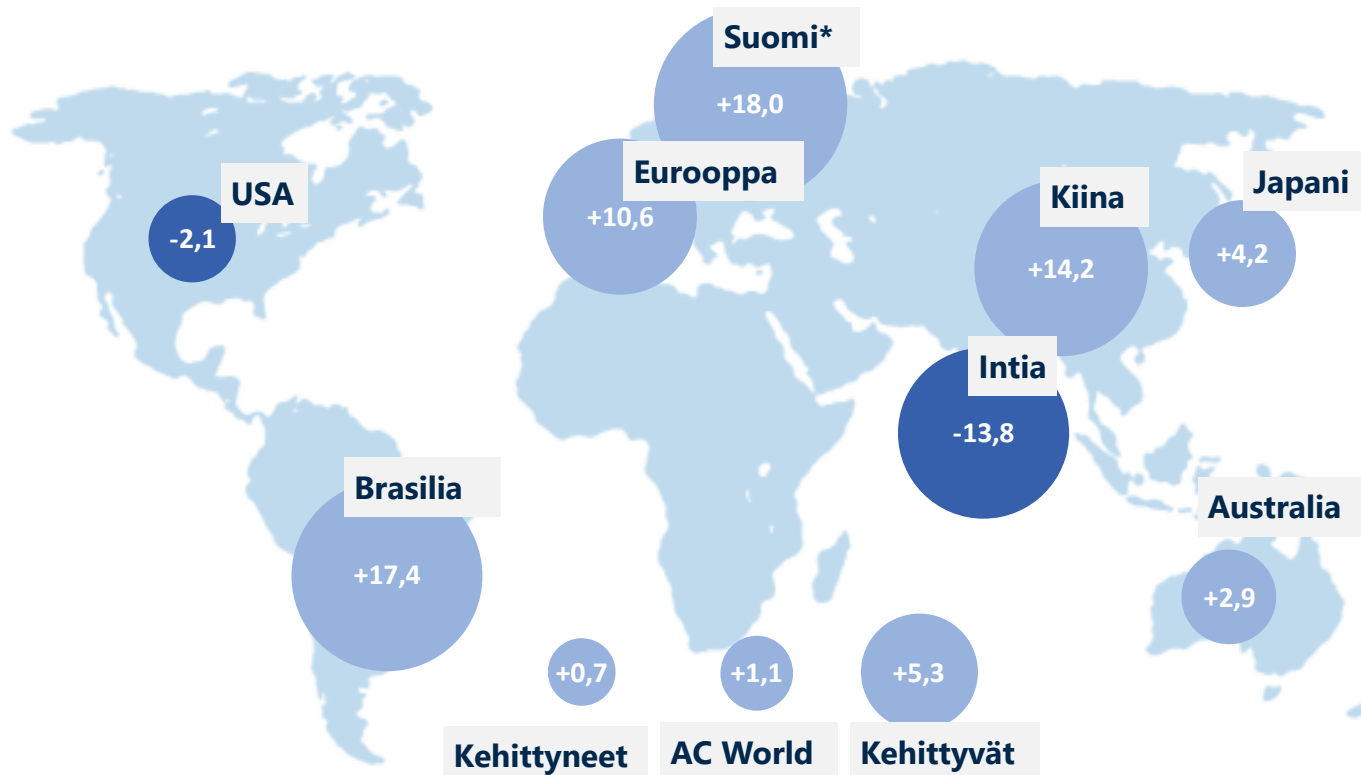 Suomi*
+18,0
Eurooppa
+10,6
USA
-2,1
Kiina
+14,2
Japani
+4,2
Intia
-13,8
Brasilia
+17,4
Australia
+2,9
+0,7
Kehittyneet
+1,1
AC World
+5,3
Kehittyvät